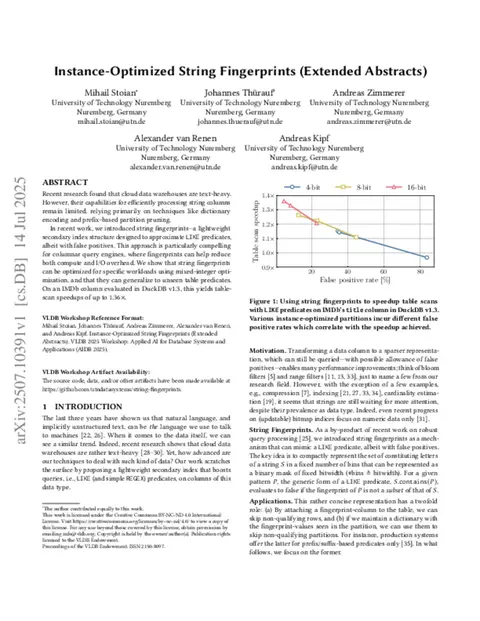 Instance-Optimized String Fingerprints (Extended Abstracts)
Mihail Stoian*
University of Technology Nuremberg
Nuremberg, Germany
mihail.stoian@utn.de
Johannes Thürauf*
University of Technology Nuremberg
Nuremberg, Germany
johannes.thuerauf@utn.de
Andreas Zimmerer
University of Technology Nuremberg
Nuremberg, Germany
andreas.zimmerer@utn.de
Alexander van Renen
University of Technology Nuremberg
Nuremberg, Germany
alexander.van.renen@utn.de
Andreas Kipf
University of Technology Nuremberg
Nuremberg, Germany
andreas.kipf@utn.de
arXiv:2507.10391v1 [cs.DB] 14 Jul 2025
ABSTRACT
Recent research found that cloud data warehouses are text-heavy.
However, their capabilities for efficiently processing string columns
remain limited, relying primarily on techniques like dictionary
encoding and prefix-based partition pruning.
In recent work, we introduced string fingerprints—a lightweight
secondary index structure designed to approximate LIKE predicates,
albeit with false positives. This approach is particularly compelling
for columnar query engines, where fingerprints can help reduce
both compute and I/O overhead. We show that string fingerprints
can be optimized for specific workloads using mixed-integer opti-
mization, and that they can generalize to unseen table predicates.
On an IMDb column evaluated in DuckDB v1.3, this yields table-
scan speedups of up to 1.36×.
VLDB Workshop Reference Format:
Mihail Stoian, Johannes Thürauf, Andreas Zimmerer, Alexander van Renen,
and Andreas Kipf. Instance-Optimized String Fingerprints (Extended
Abstracts). VLDB 2025 Workshop: Applied AI for Database Systems and
Applications (AIDB 2025).
VLDB Workshop Artifact Availability:
The source code, data, and/or other artifacts have been made available at
https://github.com/utndatasystems/string-fingerprints.
1 INTRODUCTION
The last three years have shown us that natural language, and
implicitly unstructured text, can be the language we use to talk
to machines [22, 26]. When it comes to the data itself, we can
see a similar trend. Indeed, recent research shows that cloud data
warehouses are rather text-heavy [28–30]. Yet, how advanced are
our techniques to deal with such kind of data? Our work scratches
the surface by proposing a lightweight secondary index that boosts
queries, i.e., LIKE (and simple REGEX) predicates, on columns of this
data type.
*The author contributed equally to this work.
This work is licensed under the Creative Commons BY-NC-ND 4.0 International
License. Visit https://creativecommons.org/licenses/by-nc-nd/4.0/ to view a copy of
this license. For any use beyond those covered by this license, obtain permission by
emailing info@vldb.org. Copyright is held by the owner/author(s). Publication rights
licensed to the VLDB Endowment.
Proceedings of the VLDB Endowment. ISSN 2150-8097.
4-bit 8-bit 16-bit
Table scan speedup
1.4×
1.3×
1.2×
1.1×
1.0×
0.9×
20 40 60 80
False positive rate [%]
Figure 1: Using string fingerprints to speedup table scans
with LIKE predicates on IMDb's title column in DuckDB v1.3.
Various instance-optimized partitions incur different false
positive rates which correlate with the speedup achieved.
Motivation. Transforming a data column to a sparser representa-
tion, which can still be queried—with possible allowance of false
positives—enables many performance improvements; think of bloom
filters [5] and range filters [11, 13, 33], just to name a few from our
research field. However, with the exception of a few examples,
e.g., compression [7], indexing [21, 27, 33, 34], cardinality estima-
tion [19], it seems that strings are still waiting for more attention,
despite their prevalence as data type. Indeed, even recent progress
on (updatable) bitmap indices focus on numeric data only [31].
String Fingerprints. As a by-product of recent work on robust
query processing [25], we introduced string fingerprints as a mech-
anism that can mimic a LIKE predicate, albeit with false positives.
The key idea is to compactly represent the set of constituting letters
of a string S in a fixed number of bins that can be represented as
a binary mask of fixed bitwidth (#bins ≙ bitwidth). For a given
pattern P, the generic form of a LIKE predicate, S.contains(P),
evaluates to false if the fingerprint of P is not a subset of that of S.
Applications. This rather concise representation has a twofold
role: (a) By attaching a fingerprint-column to the table, we can
skip non-qualifying rows, and (b) if we maintain a dictionary with
the fingerprint-values seen in the partition, we can use them to
skip non-qualifying partitions. For instance, production systems
offer the latter for prefix/suffix-based predicates only [35]. In what
follows, we focus on the former.